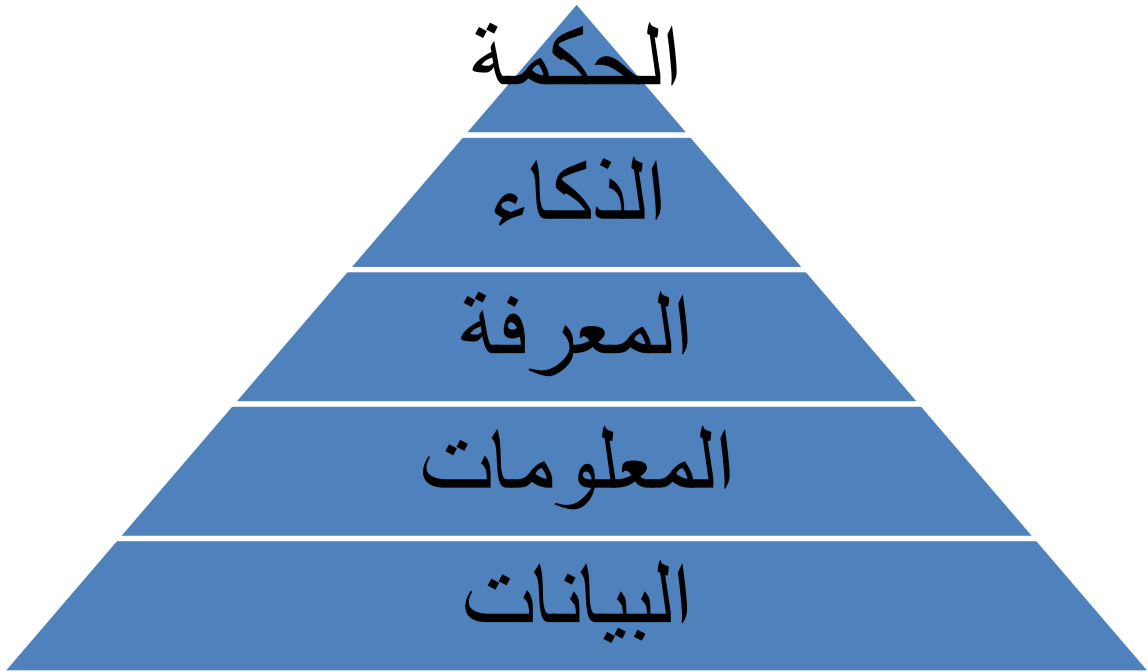 الحكمة
الذكاء
المعرفة
المعلومات
البيانات